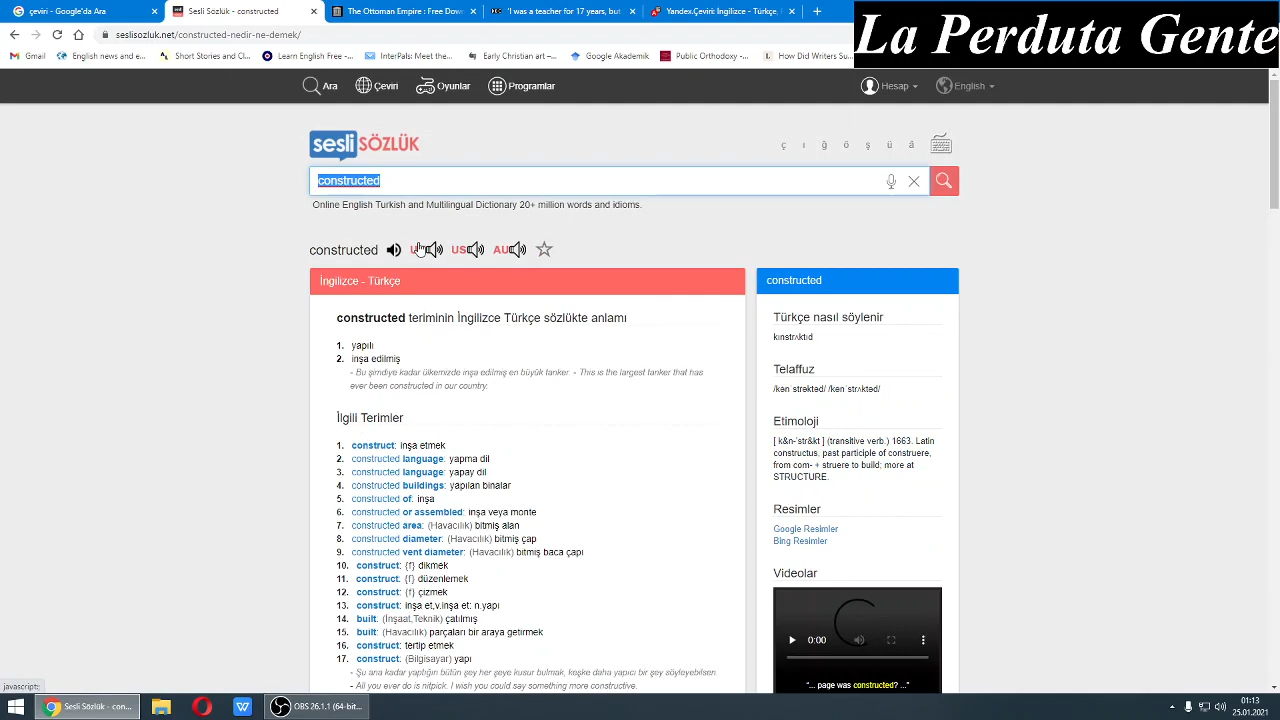 çeviri - Google'da Ara
Sesli Sözlük - constructed
The Ottoman Empire : Free Dow
'I was a teacher for 17 years, but
Yandex.Çeviri: İngilizce - Türkçe,
La Perduta Gente
seslisozluk.net/constructed-nedir-ne-demek/
Gmail
English news and e...
Short Stories and Cl...
Learn English Free -...
InterPals: Meet the...
Early Christian art –...
Google Akademik
Public Orthodoxy –...
How Did Writers Su...
Ara
Çeviri
Oyunlar
Programlar
Hesap
English
sesli SÖZLÜK
ç ı ğ ö ş ü â
constructed
Online English Turkish and Multilingual Dictionary 20+ million words and idioms.
constructed
US
AU
İngilizce - Türkçe
constructed teriminin İngilizce Türkçe sözlükte anlamı
1. yapılı
2. inşa edilmiş
- Bu şimdiye kadar ülkemizde inşa edilmiş en büyük tanker - This is the largest tanker that has
ever been constructed in our country.
İlgili Terimler
1. construct: inşa etmek
2. constructed language: yapma dil
3. constructed language: yapay dil
4. constructed buildings: yapılan binalar
5. constructed of: inşa
6. constructed or assembled: inşa veya monte
7. constructed area: (Havacılık) bitmiş alan
8. constructed diameter: (Havacılık) bitmiş çap
9. constructed vent diameter: (Havacılık) bitmiş baca çapı
10. construct: {f} dikmek
11. construct: {f} düzenlemek
12. construct: {f} çizmek
13. construct: inşa et,v.inşa et: n.yapı
14. built: (İnşaat,Teknik) çatılmış
15. built: (Havacılık) parçaları bir araya getirmek
16. construct: tertip etmek
17. construct: (Bilgisayar) yapı
- Şu ana kadar yaptığın bütün şey her şeye kusur bulmak, keşke daha yapıcı bir şey söyleyebilsen.
- All you ever do is nitpick. I wish you could say something more constructive.
constructed
Türkçe nasıl söylenir
kınstrʌktıd
Telaffuz
/kənˈstrəktəd/ /kənˈstrʌktəd/
Etimoloji
[ k&n-'str&kt ] (transitive verb.) 1663. Latin
constructus, past participle of construere,
from com- + struere to build; more at
STRUCTURE.
Resimler
Google Resimler
Bing Resimler
Videolar
0:00
“... page was constructed? ...”
javascript:;
Sesli Sözlük - con...
OBS 26.1.1 (64-bit...
01:13
25.01.2021